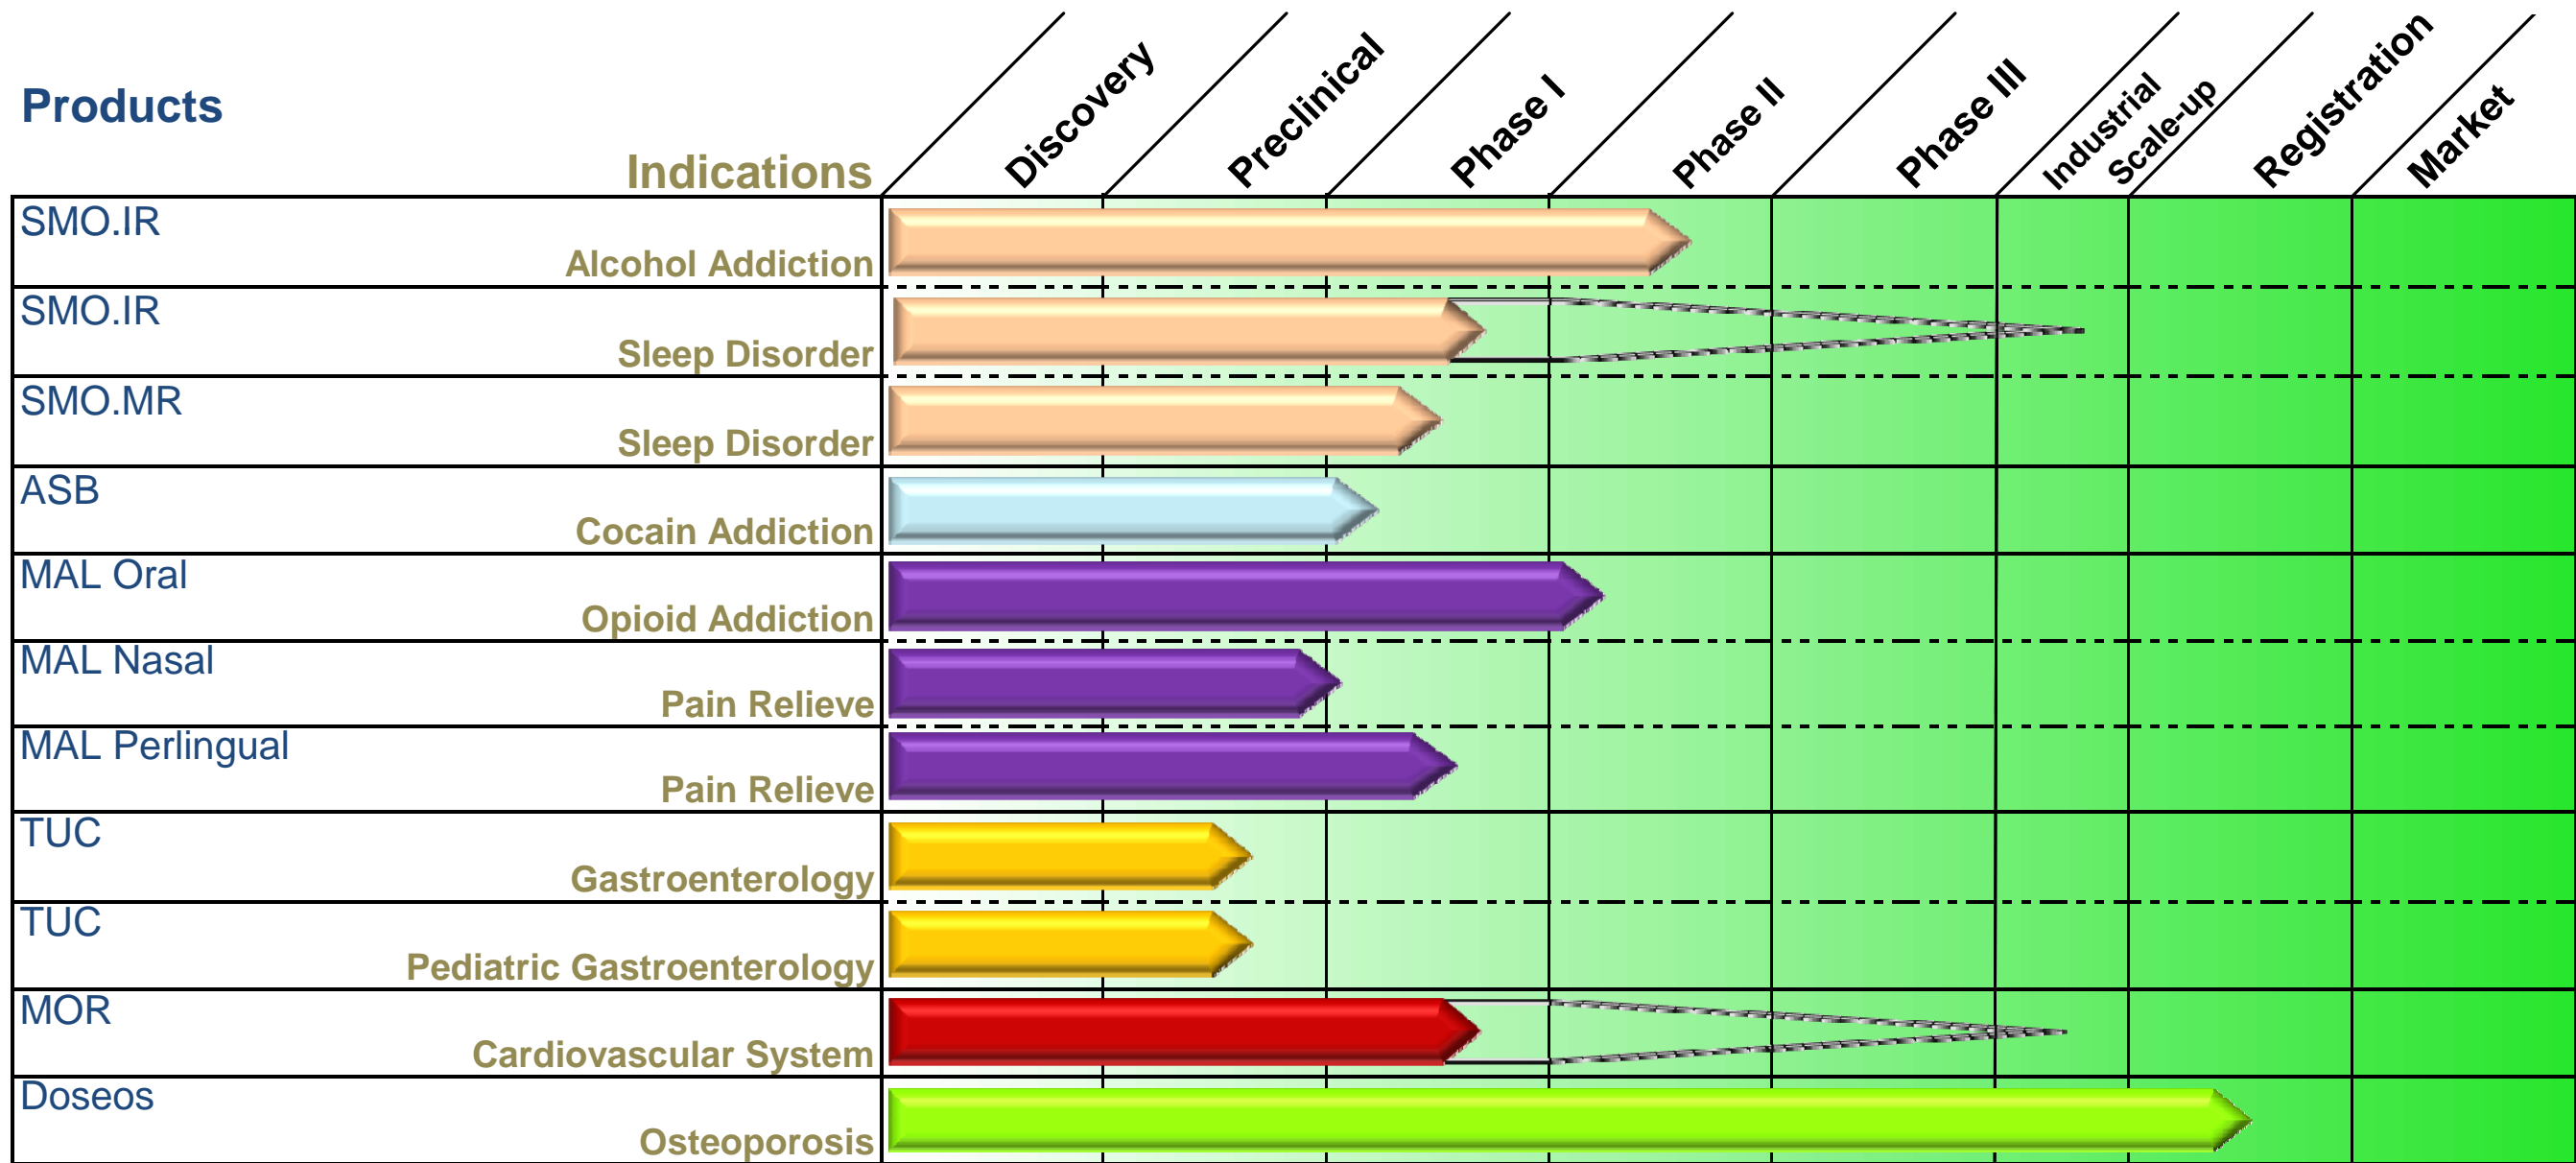 Products
Indications
Discovery
Preclinical
Phase I
Phase II
Phase III
Industrial
Scale-up
Registration
Market
SMO.IR
Alcohol Addiction
SMO.IR
Sleep Disorder
SMO.MR
Sleep Disorder
ASB
Cocain Addiction
MAL Oral
Opioid Addiction
MAL Nasal
Pain Relieve
MAL Perlingual
Pain Relieve
TUC
Gastroenterology
TUC
Pediatric Gastroenterology
MOR
Cardiovascular System
Doseos
Osteoporosis